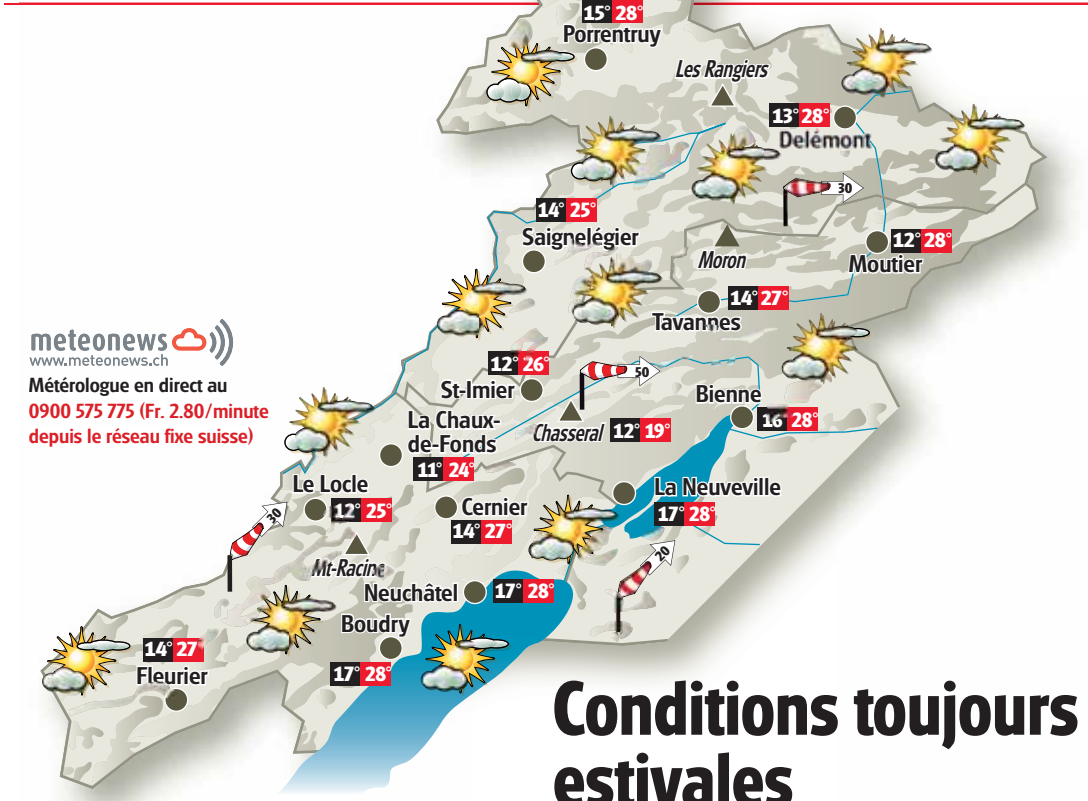 15° 28°
Porrentruy
Les Rangiers
13° 28°
Delémont
30
14° 25°
Saignelégier
12° 28°
Moutier
Moron
14° 27°
Tavannes
meteonews
www.meteonews.ch
Météorologue en direct au
0900 575 775 (Fr. 2.80/minute
depuis le réseau fixe suisse)
12° 26°
St-Imier
50
Bienne
16° 28°
Chasseral 12° 19°
La Chaux-
de-Fonds
11° 24°
Le Locle
12° 25°
La Neuveville
17° 28°
Cernier
14° 27°
30
Mt-Racine
20
Neuchâtel 17° 28°
Boudry
17° 28°
14° 27
Fleurier
Conditions toujours
estivales